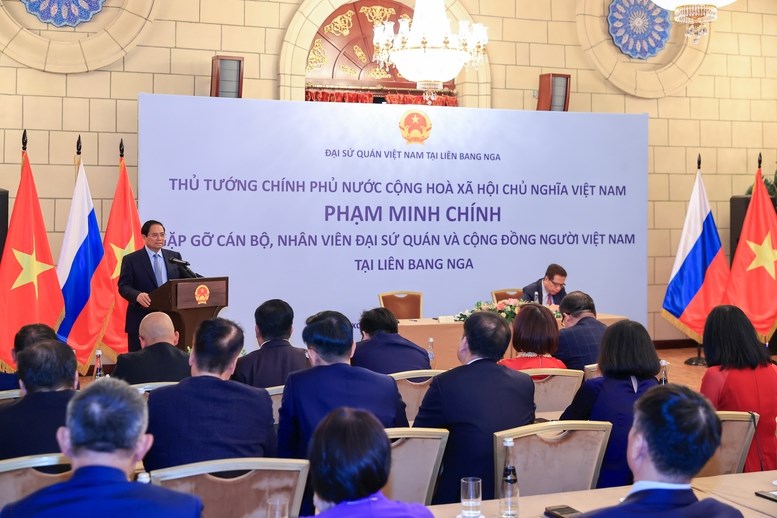 ĐẠI SỨ QUÁN VIỆT NAM TẠI LIÊN BANG NGA
THỦ TƯỚNG CHÍNH PHỦ NƯỚC CỘNG HOÀ XÃ HỘI CHỦ NGHĨA VIỆT NAM
PHẠM MINH CHÍNH
GẶP GỠ CÁN BỘ, NHÂN VIÊN ĐẠI SỨ QUÁN VÀ CỘNG ĐỒNG NGƯỜI VIỆT NAM
TẠI LIÊN BANG NGA